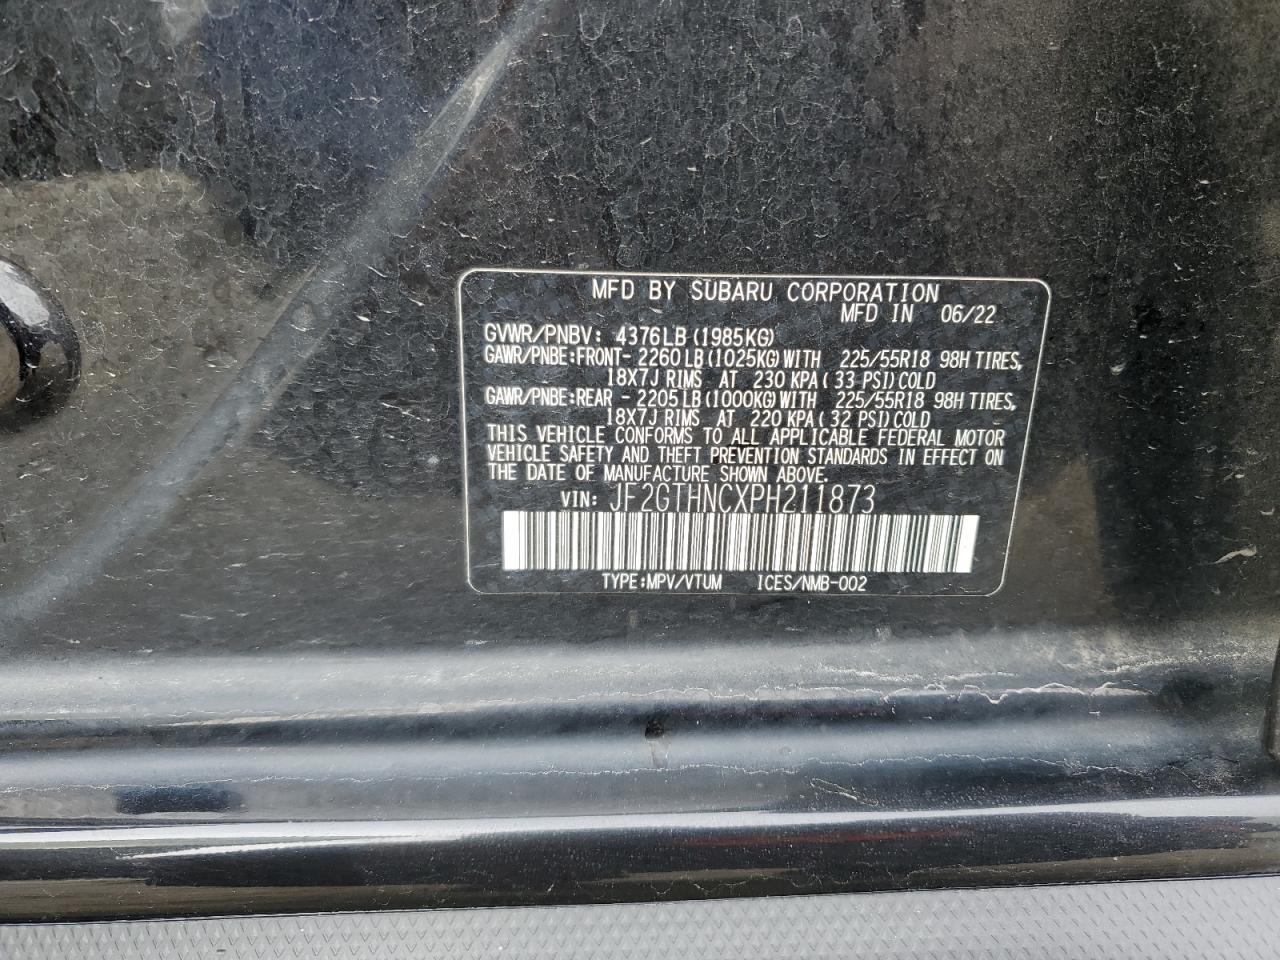 MFD BY SUBARU CORPORATION
MFD IN 06/22
GVWR/PNBV: 4376LB(1985KG)
GAWR/PNBE:FRONT- 2260LB(1025KG)WITH 225/55R18 98H TIRES,
18X7J RIMS AT 230 KPA(33 PSI)COLD
GAWR/PNBE:REAR - 2205LB(1000KG)WITH 225/55R18 98H TIRES,
18X7J RIMS AT 220 KPA(32 PSI)COLD
THIS VEHICLE CONFORMS TO ALL APPLICABLE FEDERAL MOTOR
VEHICLE SAFETY AND THEFT PREVENTION STANDARDS IN EFFECT ON
THE DATE OF MANUFACTURE SHOWN ABOVE.
VIN: JF2GTHNCXPH211873
TYPE:MPV/VTUM ICES/NMB-002